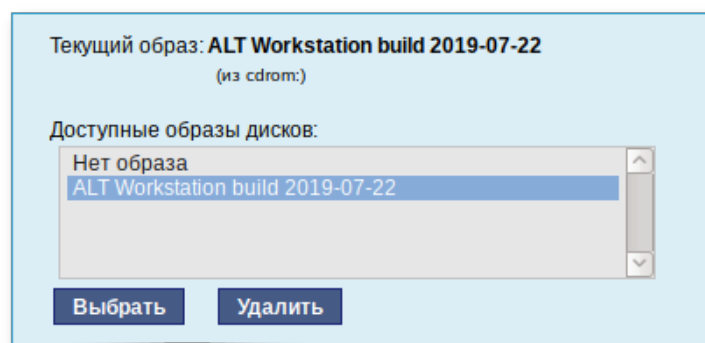 Текущий образ: ALT Workstation build 2019-07-22
(из cdrom:)
Доступные образы дисков:
Нет образа
ALT Workstation build 2019-07-22
Выбрать Удалить